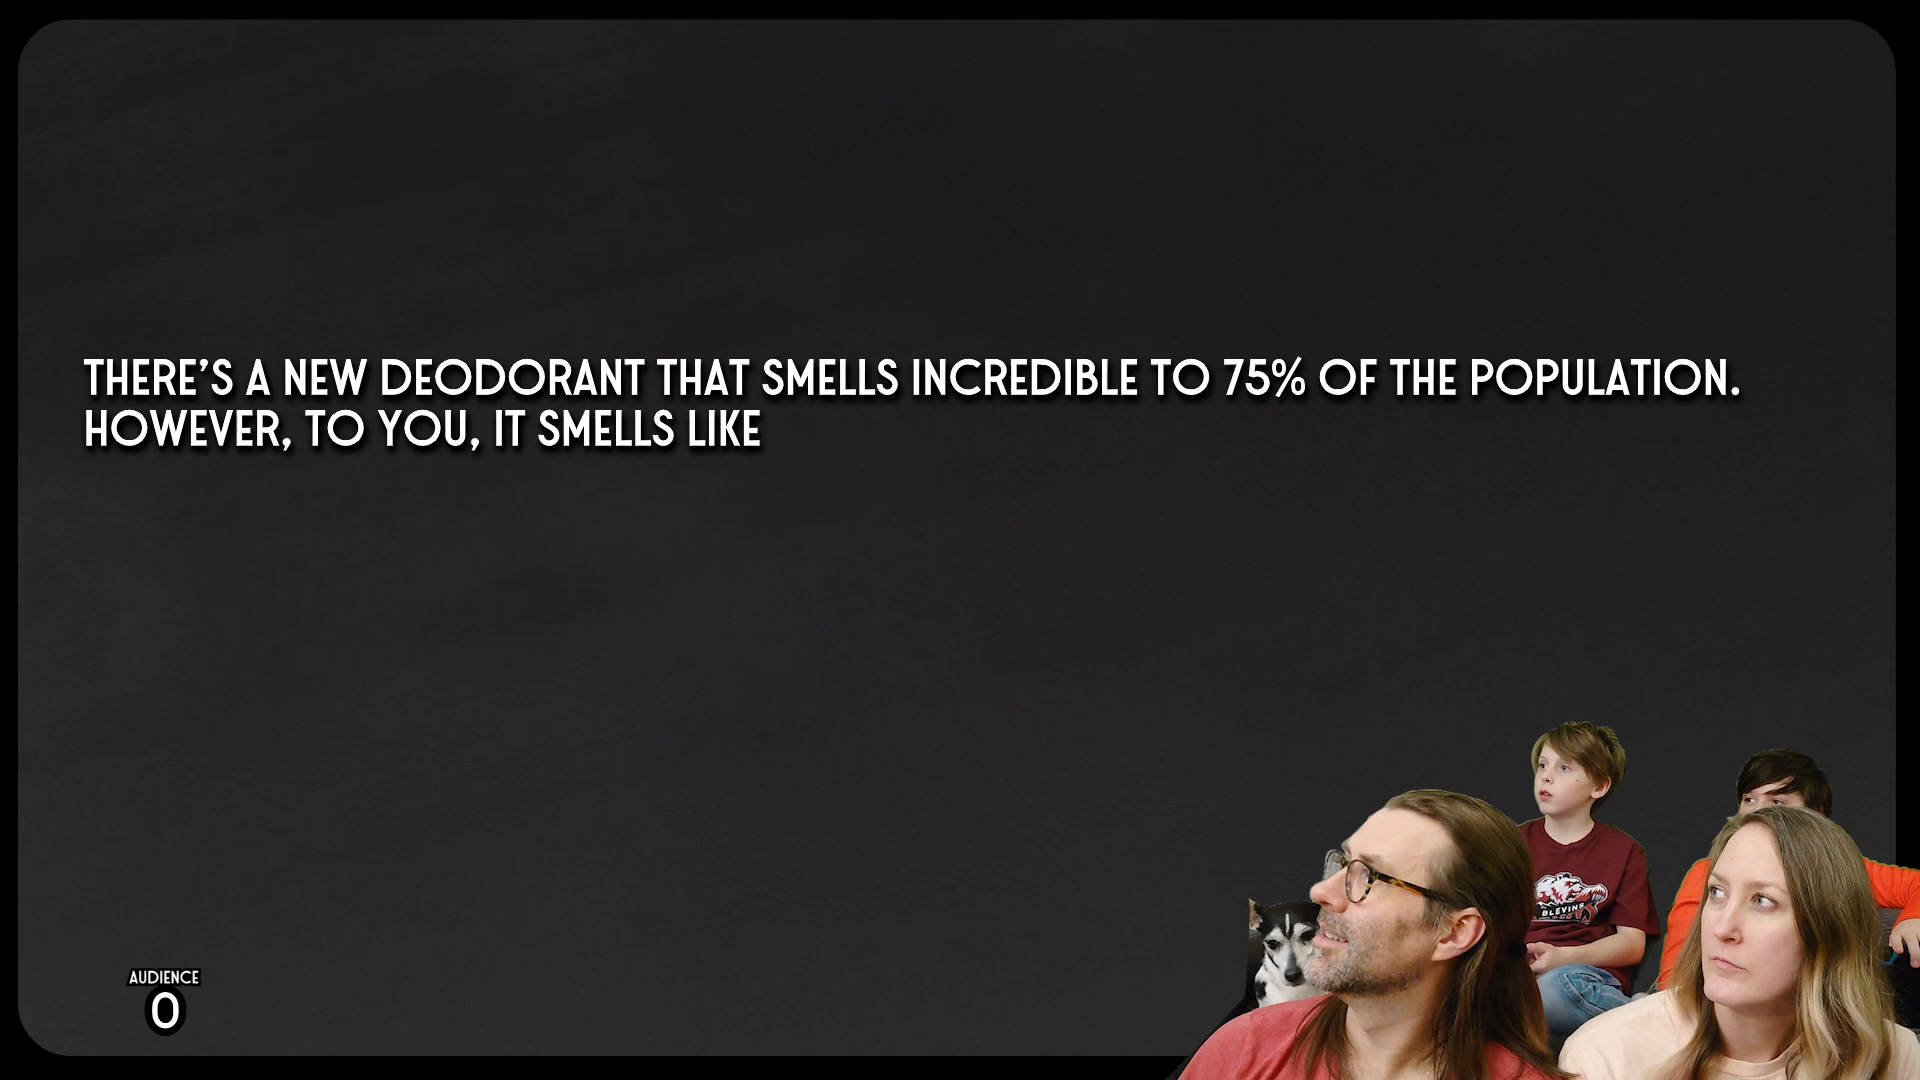 THERE'S A NEW DEODORANT THAT SMELLS INCREDIBLE TO 75% OF THE POPULATION.
HOWEVER, TO YOU, IT SMELLS LIKE
BLEVINS
AUDIENCE
0